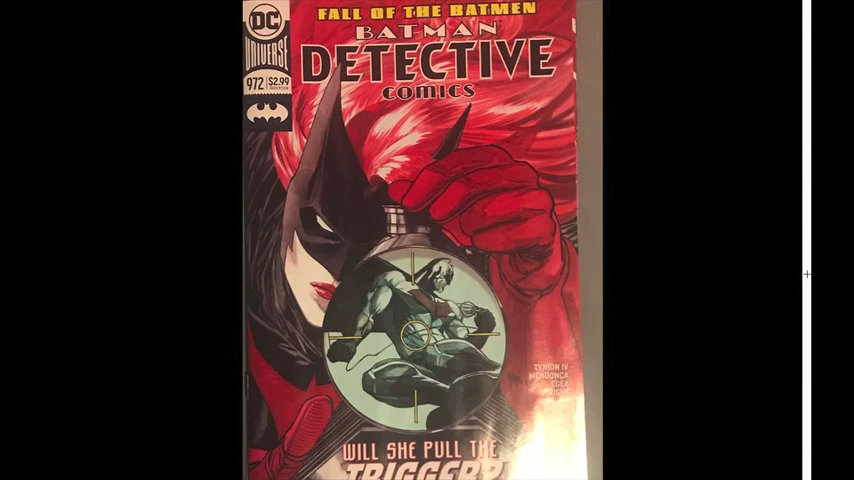 DC
UNIVERSE
972 $2.99
FALL OF THE BATMEN
BATMAN
DETECTIVE
COMICS
TYNION IV
MENDONÇA
EGEA
WILL SHE PULL THE
TRIGGER?